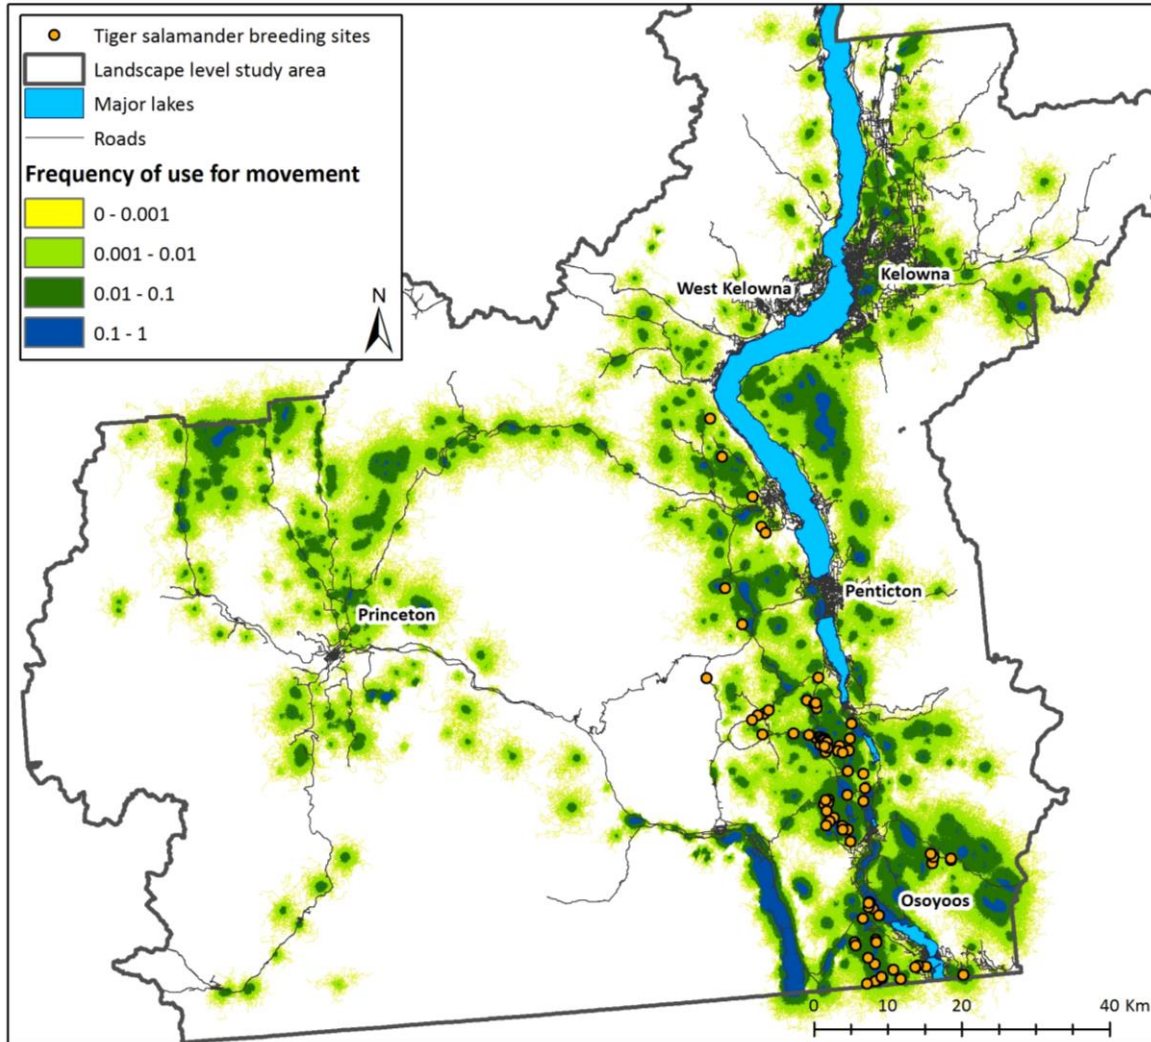 Tiger salamander breeding sites
Landscape level study area
Major lakes
Roads
Frequency of use for movement
0 - 0.001
0.001 - 0.01
0.01 - 0.1
0.1 - 1
N
West Kelowna
Kelowna
Penticton
Princeton
Osoyoos
0 10 20 40 Km